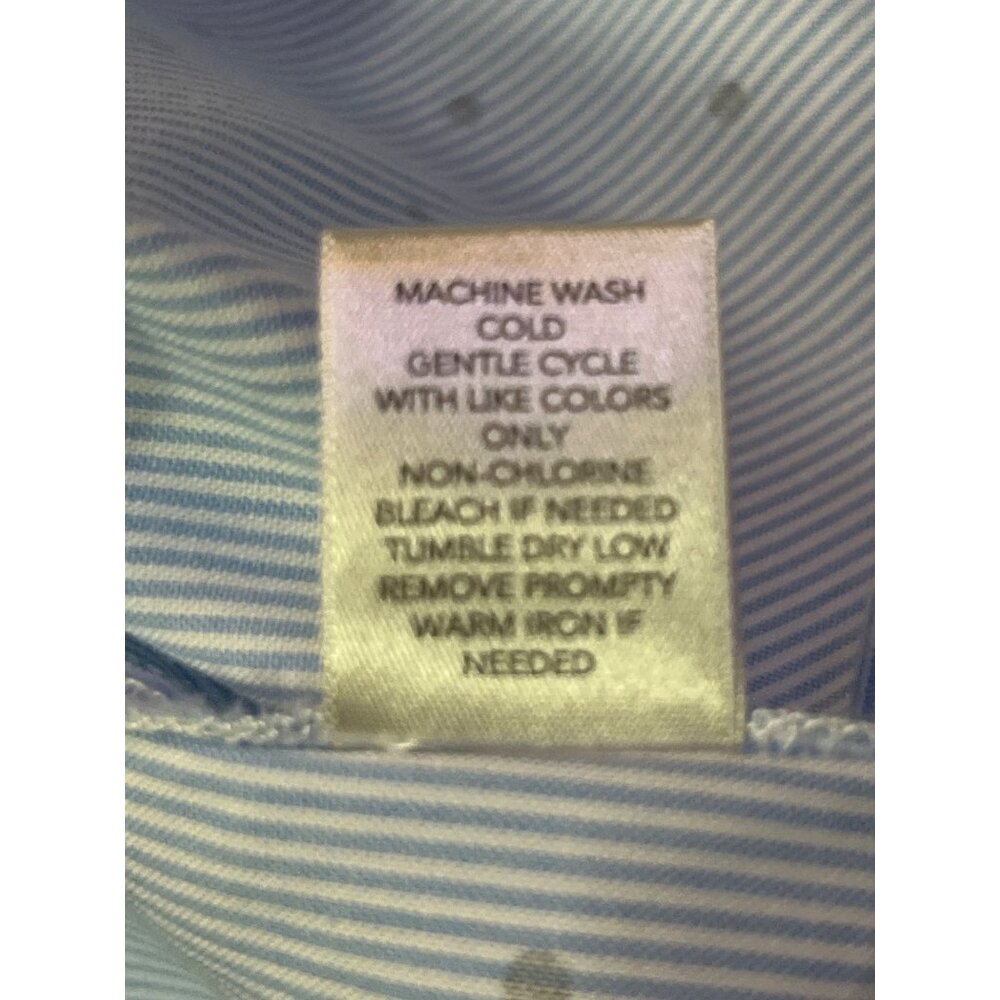 MACHINE WASH
COLD
GENTLE CYCLE
WITH LIKE COLORS
ONLY
NON-CHLORINE
BLEACH IF NEEDED
TUMBLE DRY LOW
REMOVE PROMPTY
WARM IRON IF
NEEDED